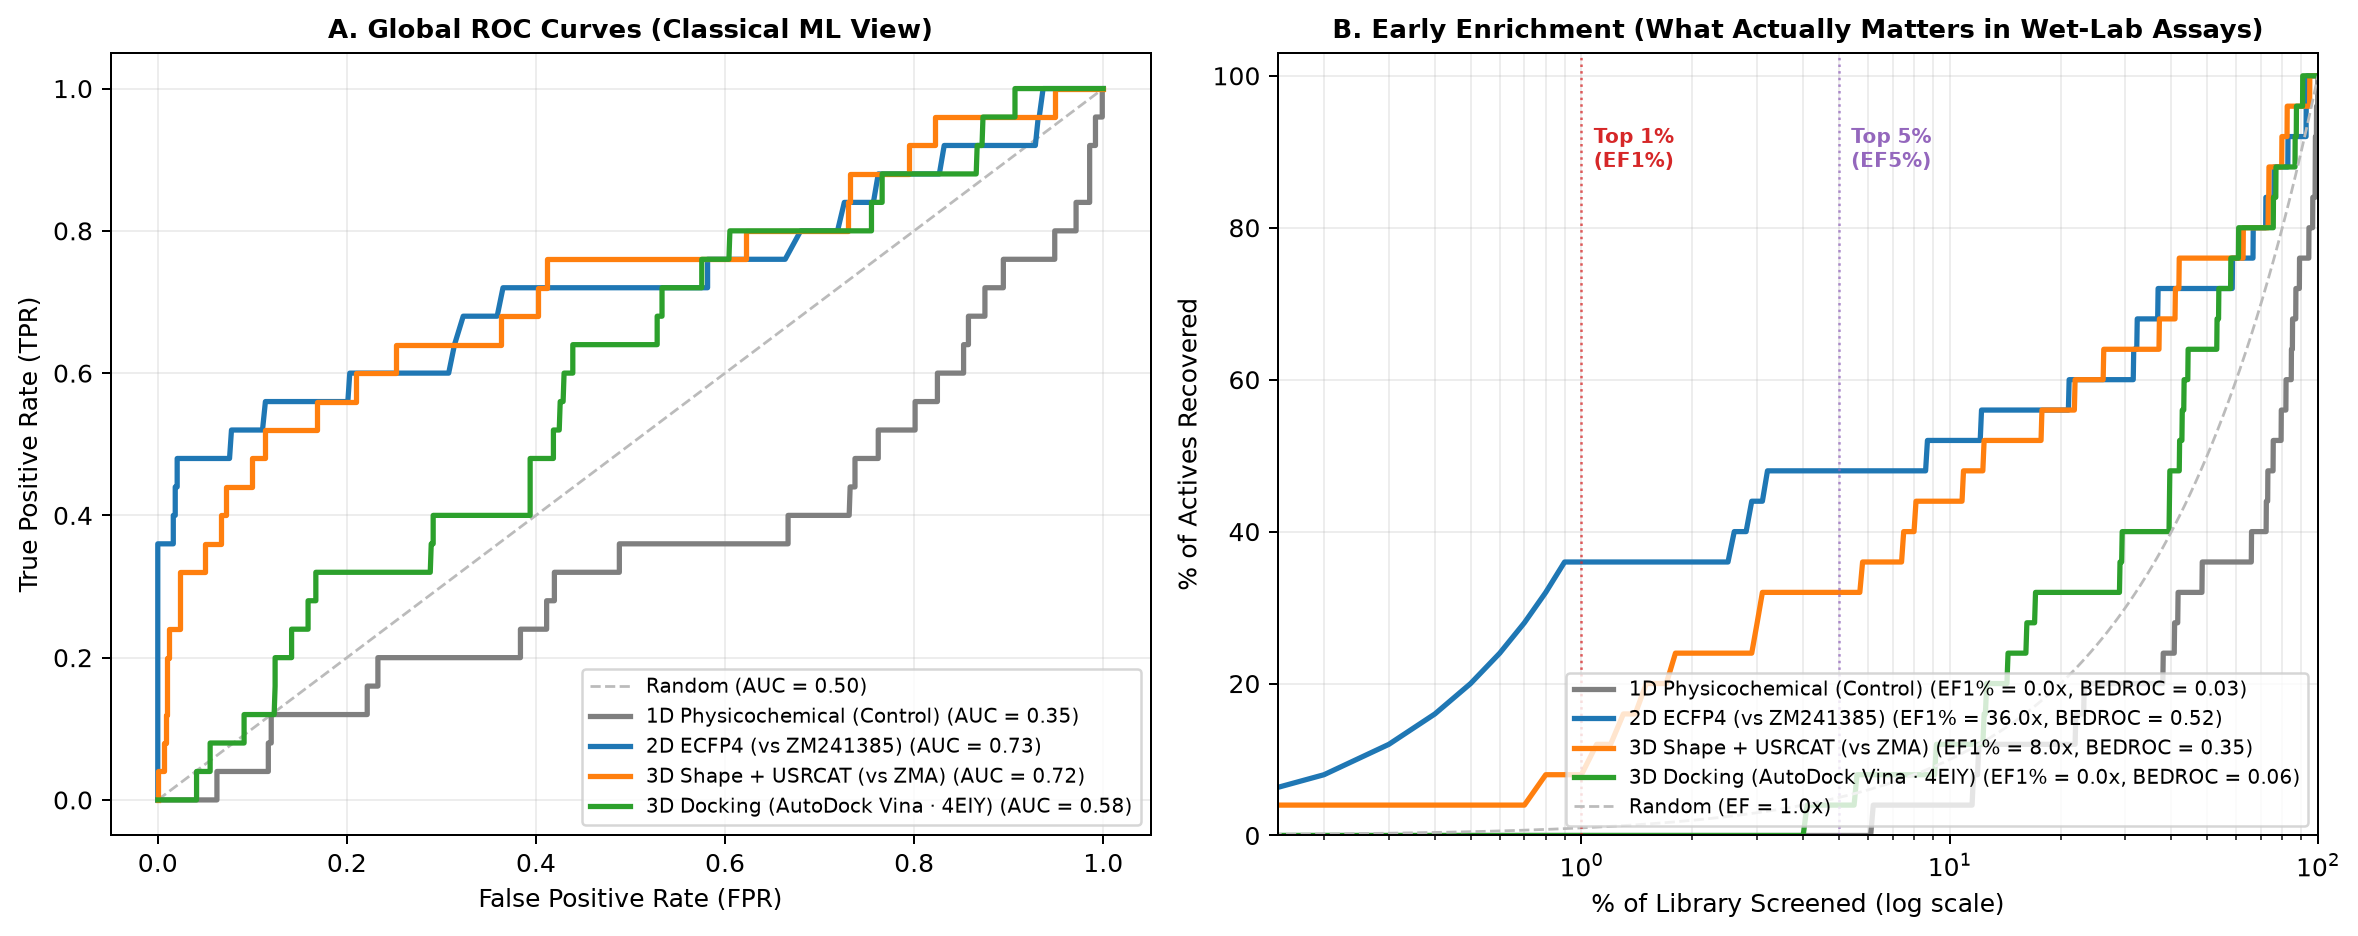 A. Global ROC Curves (Classical ML View)
True Positive Rate (TPR)
1.0
0.8
0.6
0.4
0.2
0.0
Random (AUC = 0.50)
1D Physicochemical (Control) (AUC = 0.35)
2D ECFP4 (vs ZM241385) (AUC = 0.73)
3D Shape + USRCAT (vs ZMA) (AUC = 0.72)
3D Docking (AutoDock Vina · 4EIY) (AUC = 0.58)
0.0 0.2 0.4 0.6 0.8 1.0
False Positive Rate (FPR)
B. Early Enrichment (What Actually Matters in Wet-Lab Assays)
% of Actives Recovered
100
80
60
40
20
0
Top 1%
(EF1%)
Top 5%
(EF5%)
1D Physicochemical (Control) (EF1% = 0.0x, BEDROC = 0.03)
2D ECFP4 (vs ZM241385) (EF1% = 36.0x, BEDROC = 0.52)
3D Shape + USRCAT (vs ZMA) (EF1% = 8.0x, BEDROC = 0.35)
3D Docking (AutoDock Vina · 4EIY) (EF1% = 0.0x, BEDROC = 0.06)
Random (EF = 1.0x)
10⁰ 10¹ 10²
% of Library Screened (log scale)